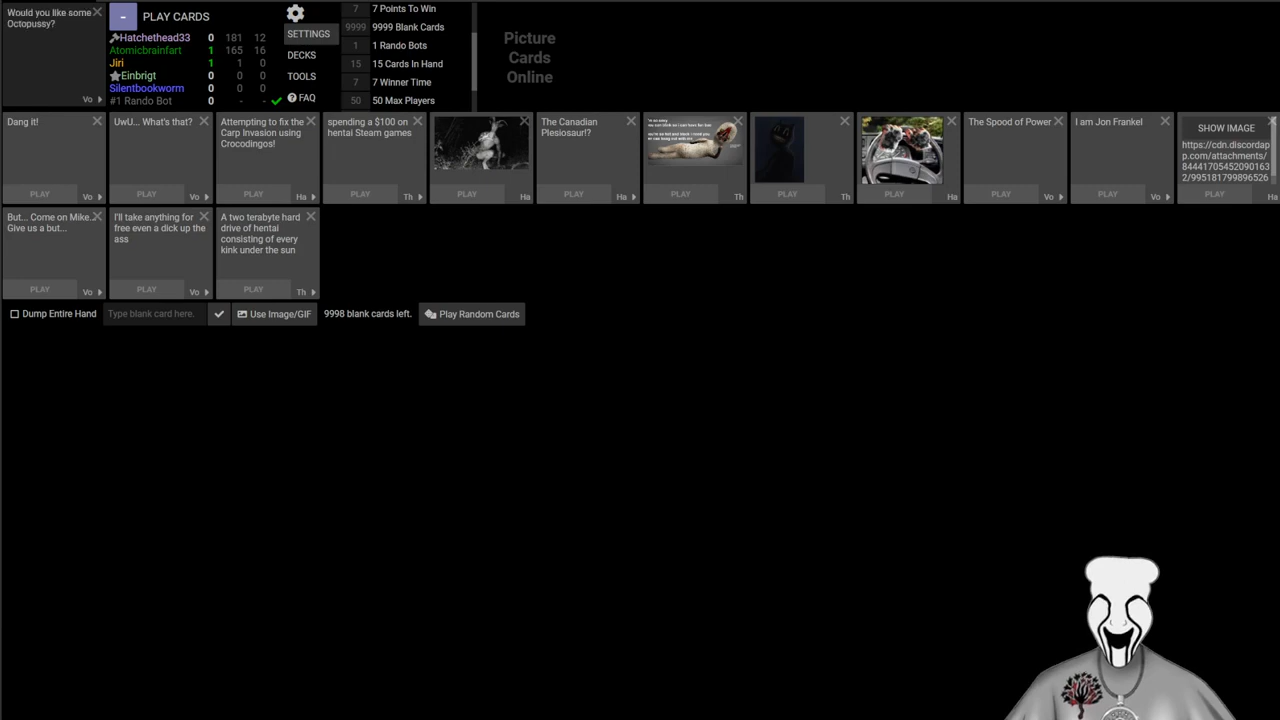 Would you like some
Octopussy?
Vo
-
PLAY CARDS
Hatchethead33 0 181 12
Atomicbrainfart 1 165 16
Jiri 1 1 0
Einbrigt 0 0 0
Silentbookworm 0 0 0
#1 Rando Bot 0 - -
SETTINGS
DECKS
TOOLS
FAQ
7 7 Points To Win
9999 9999 Blank Cards
1 1 Rando Bots
15 15 Cards In Hand
7 7 Winner Time
50 50 Max Players
Picture
Cards
Online
Dang it!
PLAY Vo
UwU... What's that?
PLAY Vo
Attempting to fix the
Carp Invasion using
Crocodingos!
PLAY Ha
spending a $100 on
hentai Steam games
PLAY Th
PLAY Ha
The Canadian
Plesiosaur!?
PLAY Ha
PLAY Th
PLAY Th
PLAY Ha
The Spood of Power
PLAY Vo
I am Jon Frankel
PLAY Vo
SHOW IMAGE
https://cdn.discordap
p.com/attachments/
84441705452090163
2/995181799896526
PLAY Ha
But... Come on Mike...
Give us a but...
PLAY Vo
I'll take anything for
free even a dick up the
ass
PLAY Vo
A two terabyte hard
drive of hentai
consisting of every
kink under the sun
PLAY Th
Dump Entire Hand
Type blank card here.
Use Image/GIF
9998 blank cards left.
Play Random Cards